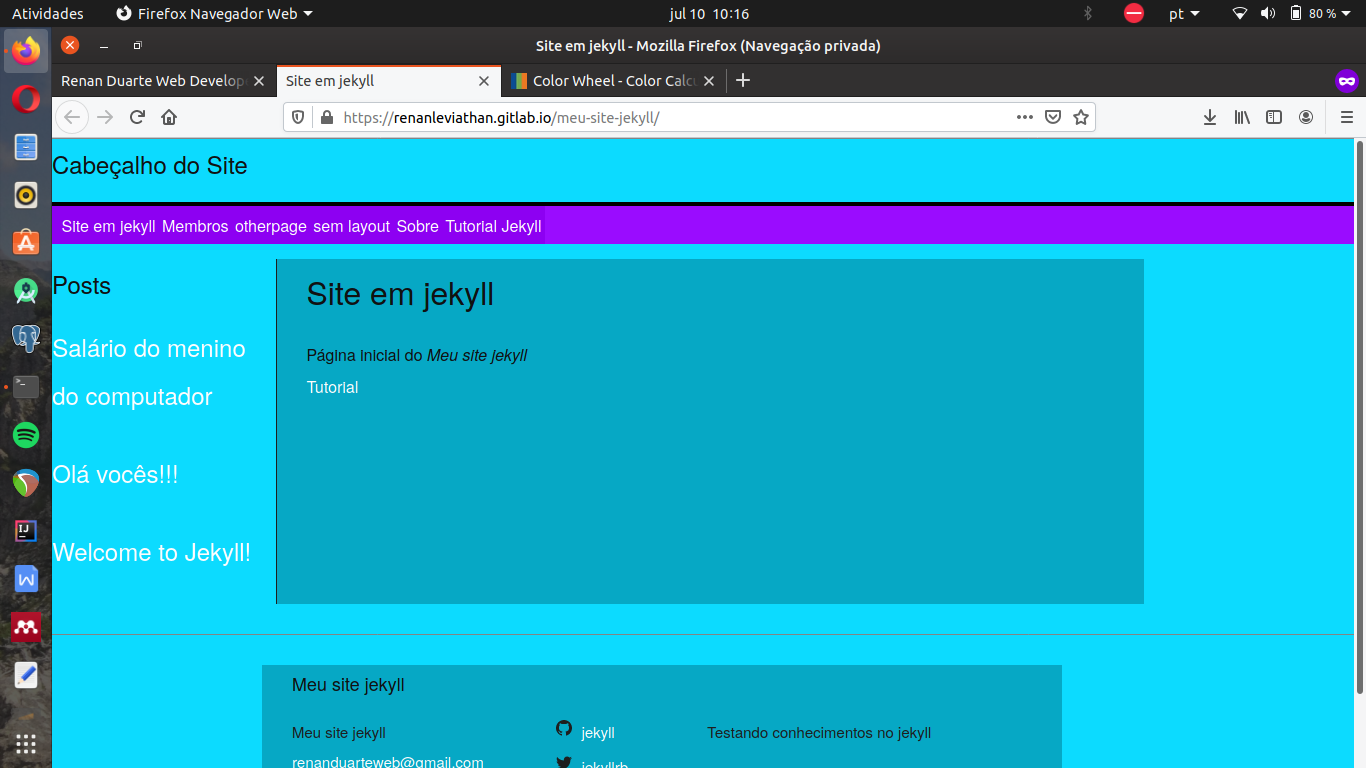 Atividades Firefox Navegador Web jul 10 10:16 pt 80 %
Site em jekyll - Mozilla Firefox (Navegação privada)
Renan Duarte Web Develope Site em jekyll Color Wheel - Color Calc
https://renanleviathan.gitlab.io/meu-site-jekyll/
Cabeçalho do Site
Site em jekyll Membros otherpage sem layout Sobre Tutorial Jekyll
Posts
Salário do menino
do computador
Olá vocês!!!
Welcome to Jekyll!
Site em jekyll
Página inicial do Meu site jekyll
Tutorial
Meu site jekyll
Meu site jekyll
renanduarteweb@gmail.com
jekyll
jekyllrb
Testando conhecimentos no jekyll